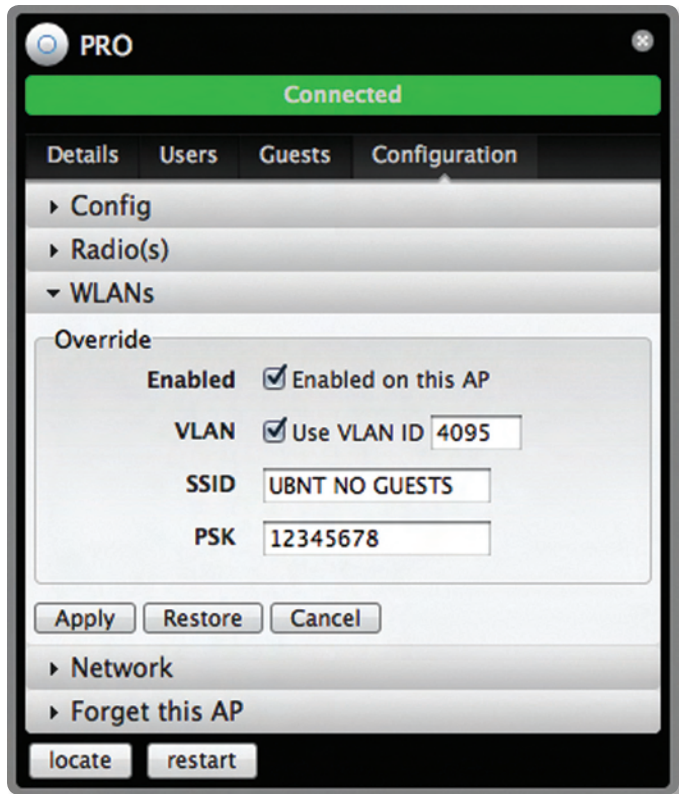 PRO
Connected
Details Users Guests Configuration
Config
Radio(s)
WLANs
Override
Enabled Enabled on this AP
VLAN Use VLAN ID 4095
SSID UBNT NO GUESTS
PSK 12345678
Apply Restore Cancel
Network
Forget this AP
locate restart